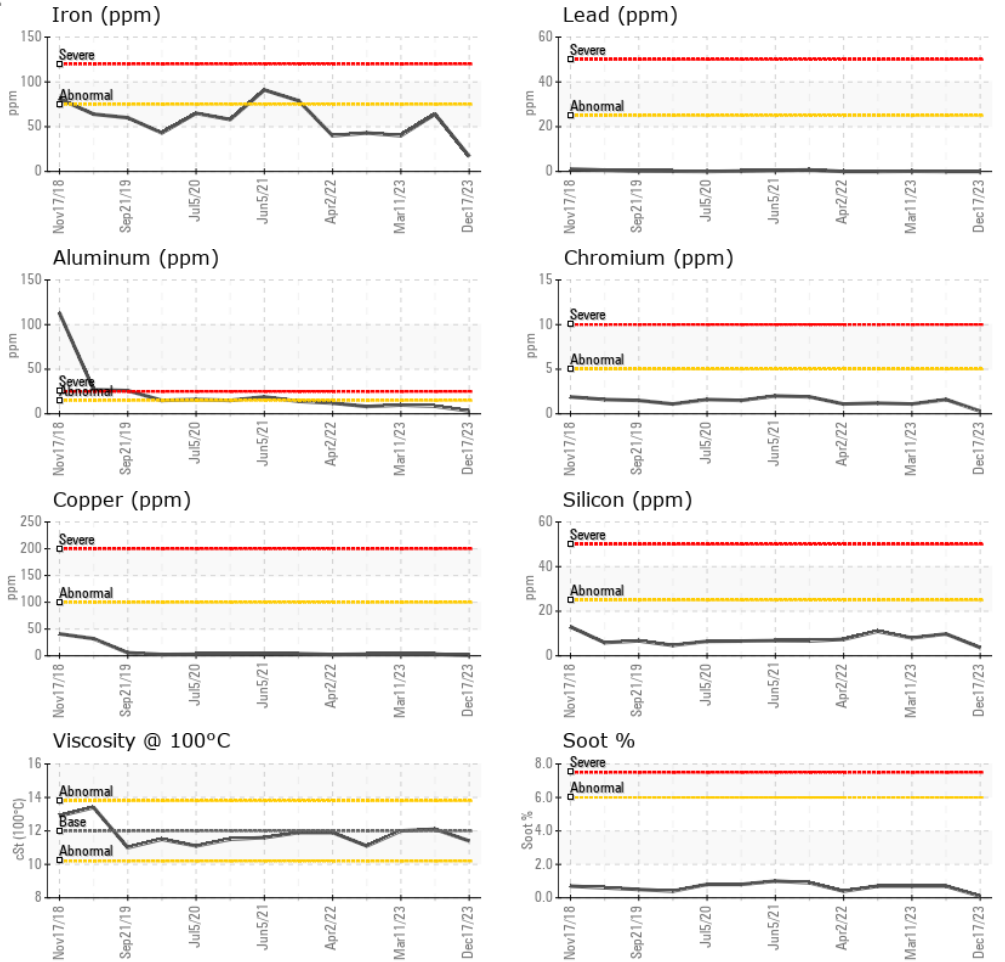 Iron (ppm)
150
100
50
0
ppm
Severe
Abnormal
Nov17/18
Sep21/19
Jul5/20
Jun5/21
Apr2/22
Mar11/23
Dec17/23
Lead (ppm)
60
40
20
0
ppm
Severe
Abnormal
Nov17/18
Sep21/19
Jul5/20
Jun5/21
Apr2/22
Mar11/23
Dec17/23
Aluminum (ppm)
150
100
50
0
ppm
Severe
Abnormal
Nov17/18
Sep21/19
Jul5/20
Jun5/21
Apr2/22
Mar11/23
Dec17/23
Chromium (ppm)
15
10
5
0
ppm
Severe
Abnormal
Nov17/18
Sep21/19
Jul5/20
Jun5/21
Apr2/22
Mar11/23
Dec17/23
Copper (ppm)
250
200
150
100
50
0
ppm
Severe
Abnormal
Nov17/18
Sep21/19
Jul5/20
Jun5/21
Apr2/22
Mar11/23
Dec17/23
Silicon (ppm)
60
40
20
0
ppm
Severe
Abnormal
Nov17/18
Sep21/19
Jul5/20
Jun5/21
Apr2/22
Mar11/23
Dec17/23
Viscosity @ 100°C
16
14
12
10
8
cSt (100°C)
Abnormal
Base
Abnormal
Nov17/18
Sep21/19
Jul5/20
Jun5/21
Apr2/22
Mar11/23
Dec17/23
Soot %
8.0
6.0
4.0
2.0
0.0
Soot %
Severe
Abnormal
Nov17/18
Sep21/19
Jul5/20
Jun5/21
Apr2/22
Mar11/23
Dec17/23